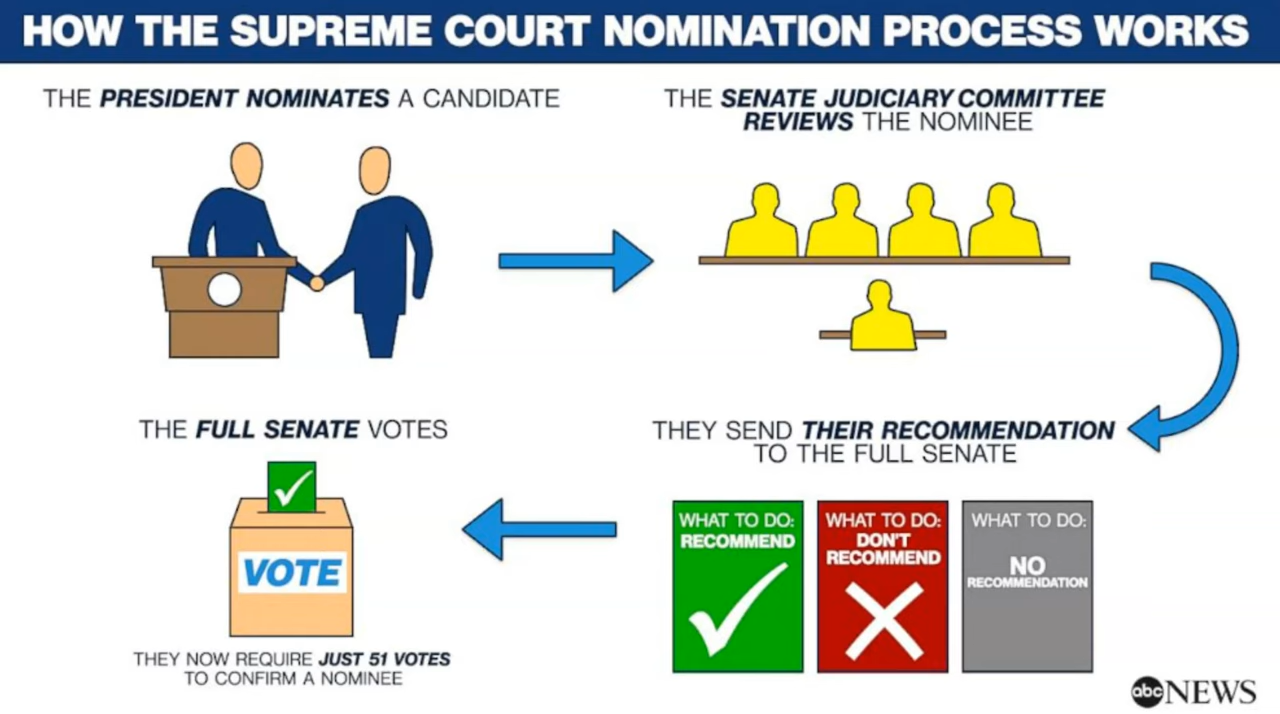 HOW THE SUPREME COURT NOMINATION PROCESS WORKS
THE PRESIDENT NOMINATES A CANDIDATE
THE SENATE JUDICIARY COMMITTEE
REVIEWS THE NOMINEE
THEY SEND THEIR RECOMMENDATION
TO THE FULL SENATE
WHAT TO DO:
RECOMMEND
WHAT TO DO:
DON'T
RECOMMEND
WHAT TO DO:
NO
RECOMMENDATION
THE FULL SENATE VOTES
VOTE
THEY NOW REQUIRE JUST 51 VOTES
TO CONFIRM A NOMINEE
abc NEWS